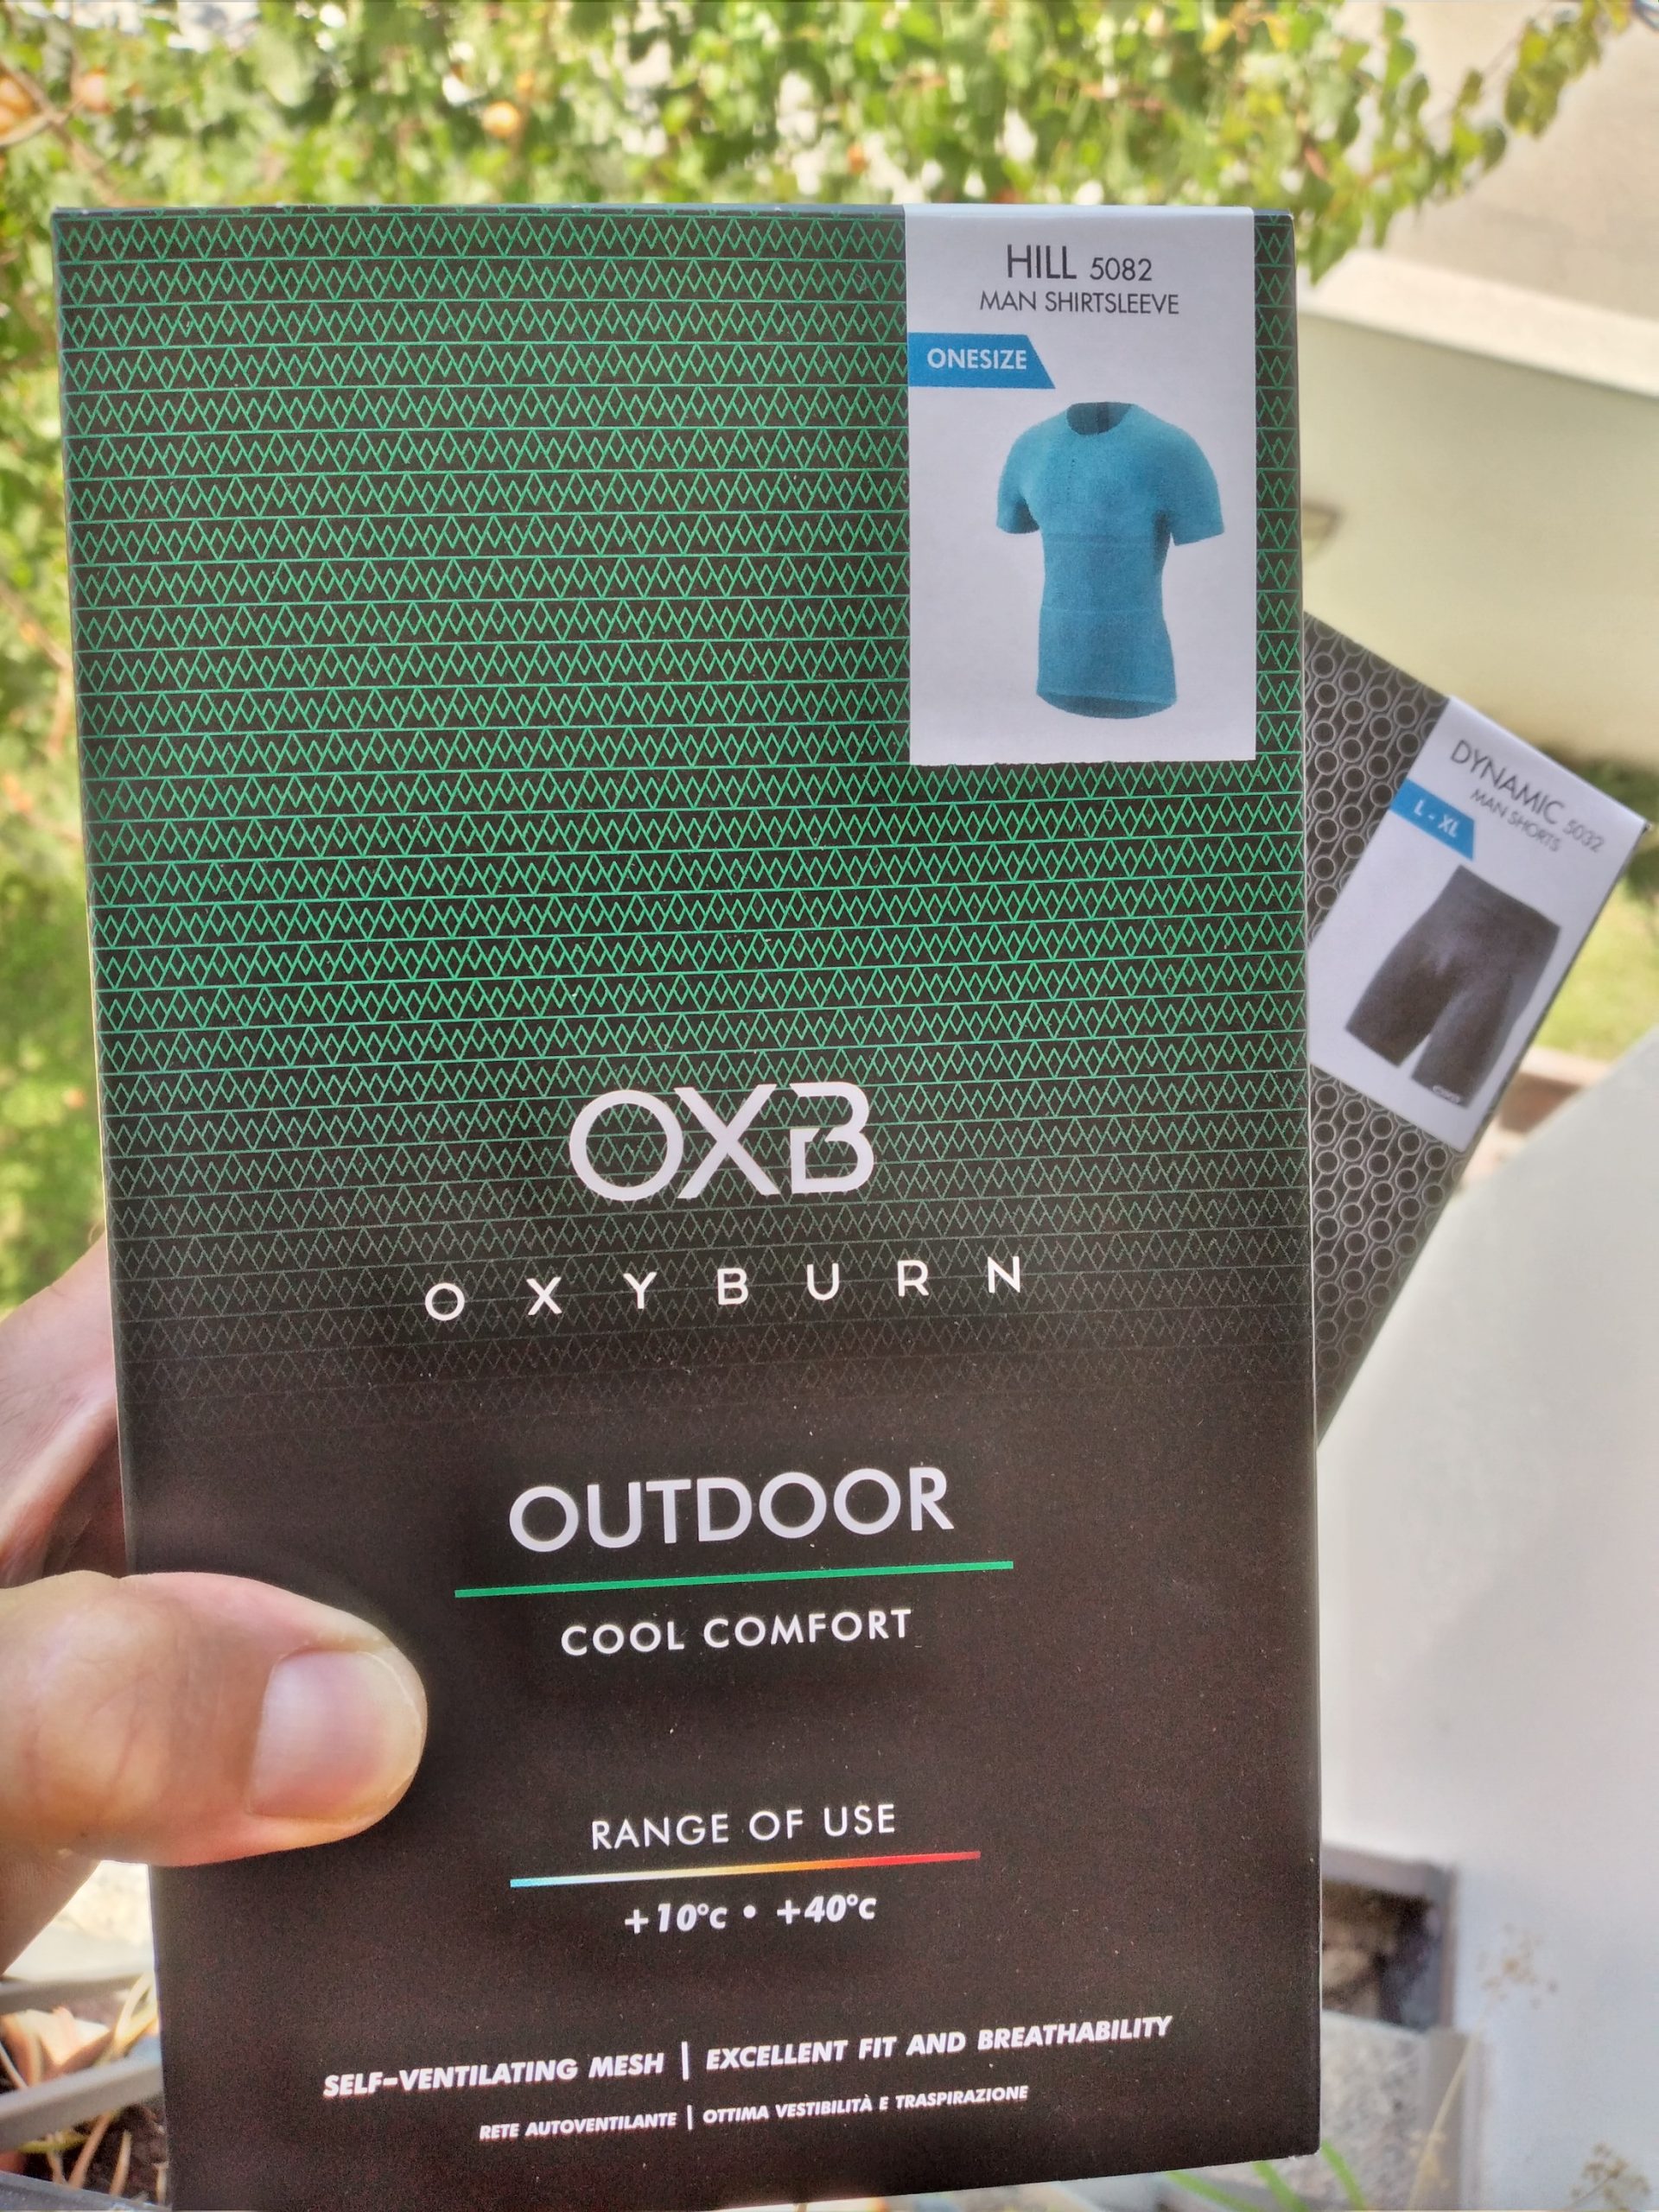 HILL 5082
MAN SHIRTSLEEVE
ONESIZE
DYNAMIC 5032
MAN SHORTS
L - XL
OXB
OXYBURN
OUTDOOR
COOL COMFORT
RANGE OF USE
+10°c • +40°c
SELF-VENTILATING MESH | EXCELLENT FIT AND BREATHABILITY
RETE AUTOVENTILANTE | OTTIMA VESTIBILITÀ E TRASPIRAZIONE